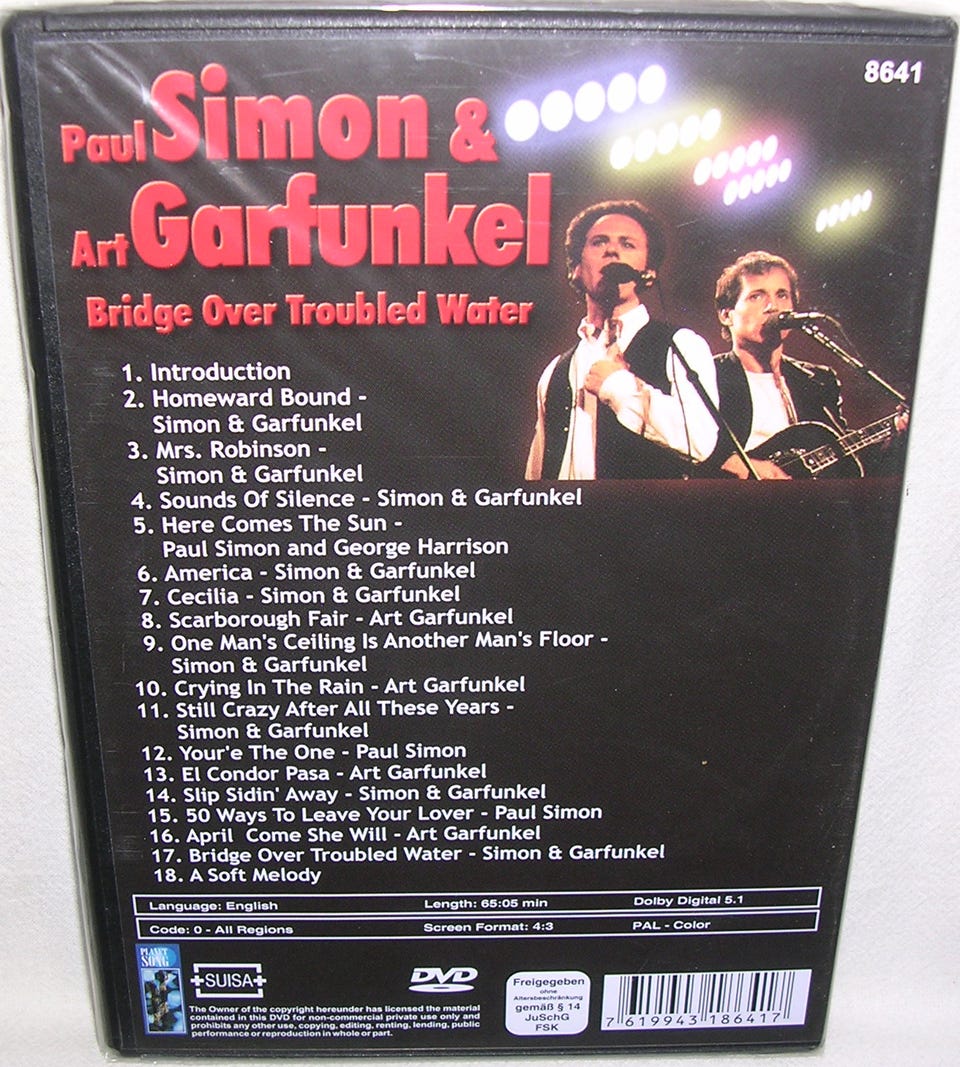 8641
Paul Simon &
Art Garfunkel
Bridge Over Troubled Water
1. Introduction
2. Homeward Bound -
Simon & Garfunkel
3. Mrs. Robinson -
Simon & Garfunkel
4. Sounds Of Silence - Simon & Garfunkel
5. Here Comes The Sun -
Paul Simon and George Harrison
6. America - Simon & Garfunkel
7. Cecilia - Simon & Garfunkel
8. Scarborough Fair - Art Garfunkel
9. One Man's Ceiling Is Another Man's Floor -
Simon & Garfunkel
10. Crying In The Rain - Art Garfunkel
11. Still Crazy After All These Years -
Simon & Garfunkel
12. Your'e The One - Paul Simon
13. El Condor Pasa - Art Garfunkel
14. Slip Sidin' Away - Simon & Garfunkel
15. 50 Ways To Leave Your Lover - Paul Simon
16. April  Come She Will - Art Garfunkel
17. Bridge Over Troubled Water - Simon & Garfunkel
18. A Soft Melody
Language: English Length: 65:05 min Dolby Digital 5.1
Code: 0 - All Regions Screen Format: 4:3 PAL - Color
PLANET
SONG
SUISA
DVD
The Owner of the copyright hereunder has licensed the material
contained in this DVD for non-commercial private use only and
prohibits any other use, copying, editing, renting, lending, public
performance or reproduction in whole or part.
Freigegeben
ohne
Altersbeschränkung
gemäß § 14
JuSchG
FSK
7 619943 186417